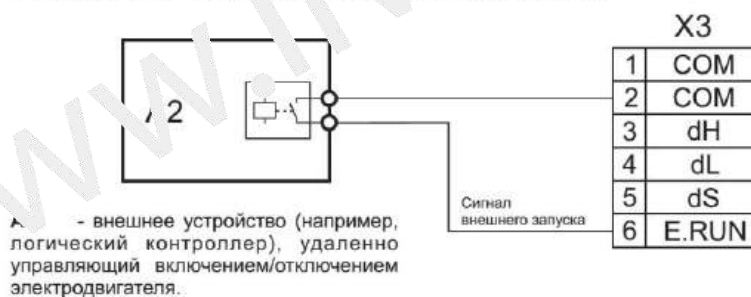 X3
1 COM
2 COM
3 dH
4 dL
5 dS
6 E.RUN
A2
Сигнал
внешнего запуска
- внешнее устройство (например,
логический контроллер), удаленно
управляющий включением/отключением
электродвигателя.